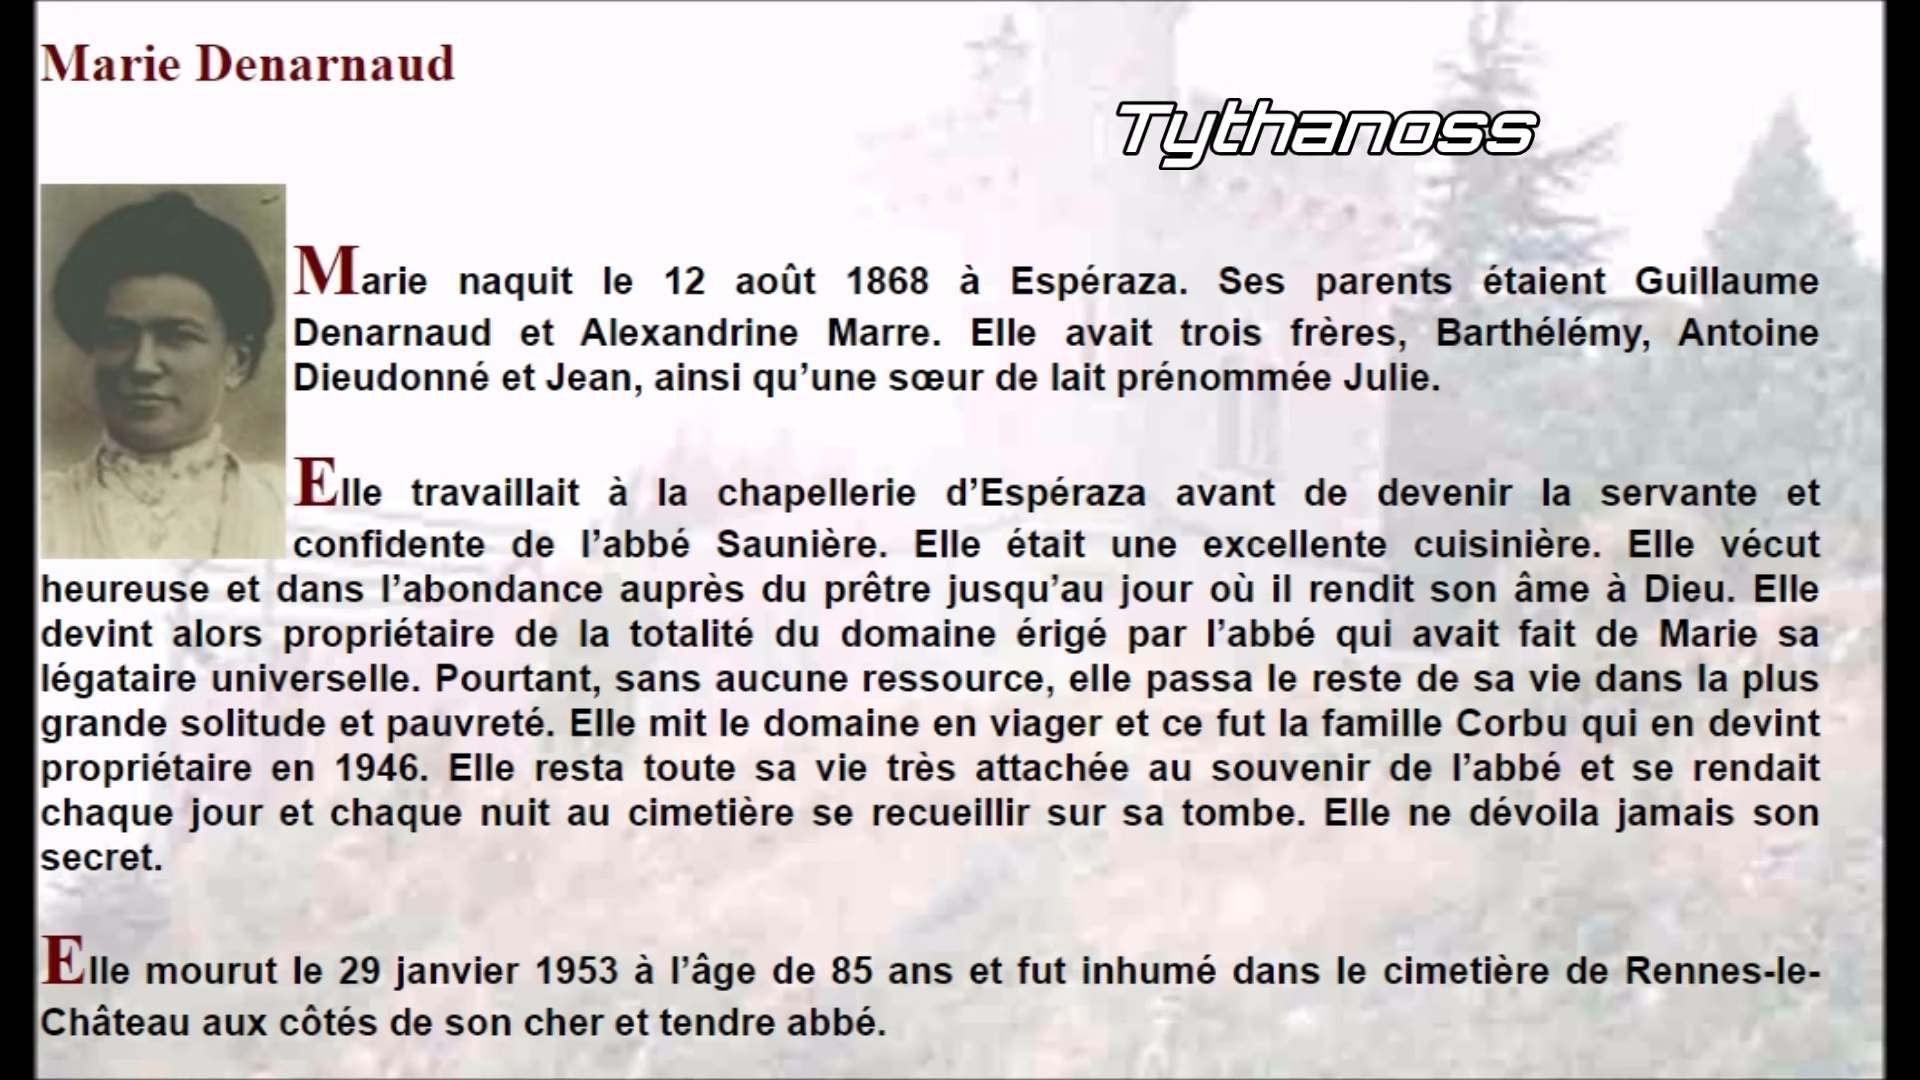 Marie Denarnaud
Tythanoss
Marie naquit le 12 août 1868 à Espéraza. Ses parents étaient Guillaume
Denarnaud et Alexandrine Marre. Elle avait trois frères, Barthélémy, Antoine
Dieudonné et Jean, ainsi qu’une sœur de lait prénommée Julie.
Elle travaillait à la chapellerie d’Espéraza avant de devenir la servante et
confidente de l’abbé Saunière. Elle était une excellente cuisinière. Elle vécut
heureuse et dans l’abondance auprès du prêtre jusqu’au jour où il rendit son âme à Dieu. Elle
devint alors propriétaire de la totalité du domaine érigé par l’abbé qui avait fait de Marie sa
légataire universelle. Pourtant, sans aucune ressource, elle passa le reste de sa vie dans la plus
grande solitude et pauvreté. Elle mit le domaine en viager et ce fut la famille Corbu qui en devint
propriétaire en 1946. Elle resta toute sa vie très attachée au souvenir de l’abbé et se rendait
chaque jour et chaque nuit au cimetière se recueillir sur sa tombe. Elle ne dévoila jamais son
secret.
Elle mourut le 29 janvier 1953 à l’âge de 85 ans et fut inhumé dans le cimetière de Rennes-le-
Château aux côtés de son cher et tendre abbé.